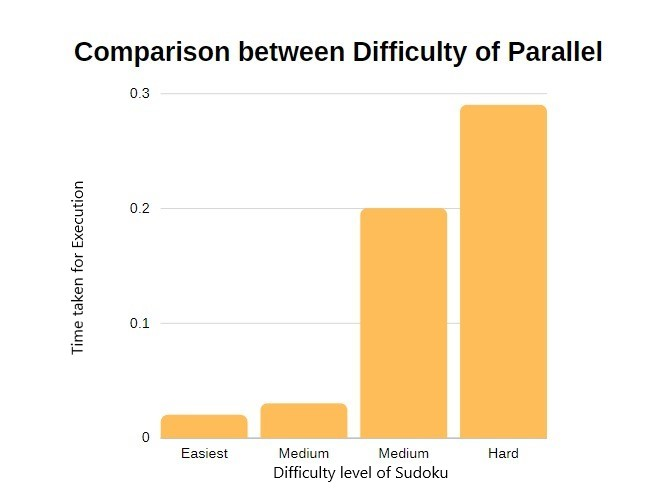 Comparison between Difficulty of Parallel
0.3
0.2
0.1
0
Time taken for Execution
Easiest Medium Medium Hard
Difficulty level of Sudoku